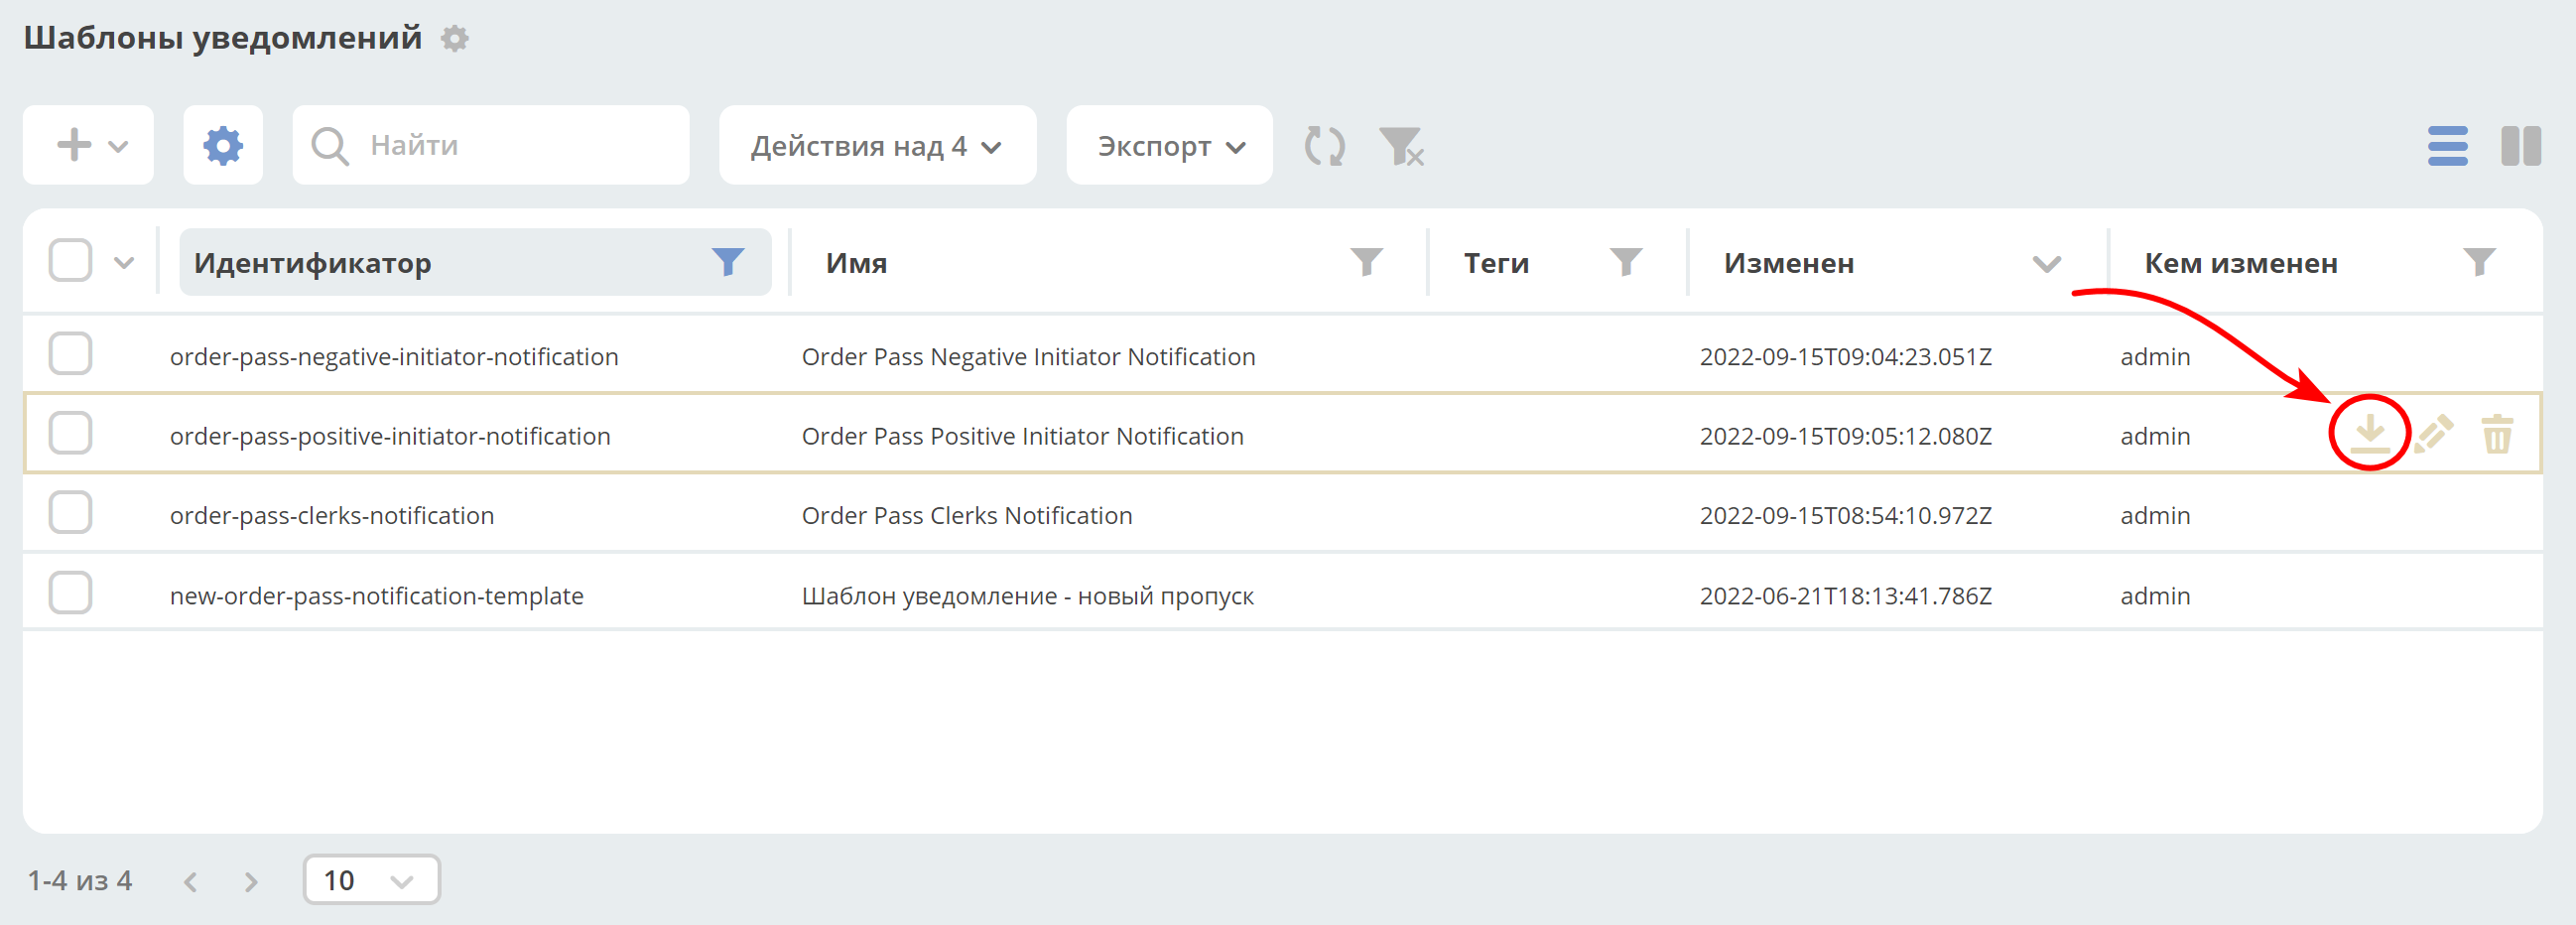 Шаблоны уведомлений
Найти
Действия над 4
Экспорт
Идентификатор Имя Теги Изменен Кем изменен
order-pass-negative-initiator-notification Order Pass Negative Initiator Notification 2022-09-15T09:04:23.051Z admin
order-pass-positive-initiator-notification Order Pass Positive Initiator Notification 2022-09-15T09:05:12.080Z admin
order-pass-clerks-notification Order Pass Clerks Notification 2022-09-15T08:54:10.972Z admin
new-order-pass-notification-template Шаблон уведомление - новый пропуск 2022-06-21T18:13:41.786Z admin
1-4 из 4 10